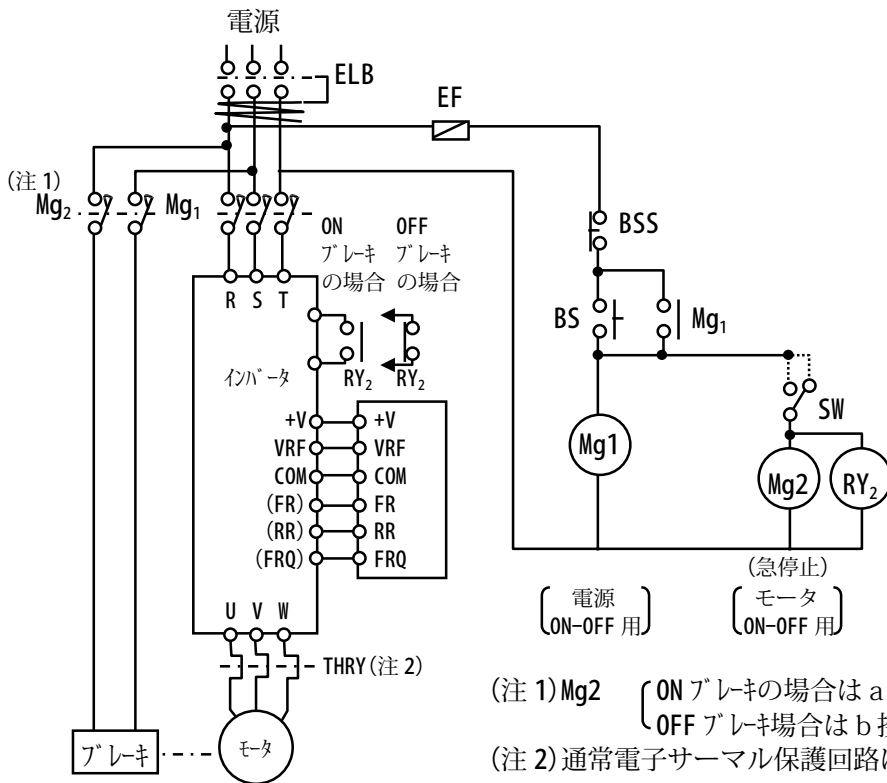 電源
ELB
EF
(注 1)
Mg₂
Mg₁
ON
ブレーキ
の場合
OFF
ブレーキ
の場合
BSS
R S T
BS
Mg₁
インバータ
RY₂
RY₂
SW
+V
+V
VRF
VRF
COM
COM
(FR)
FR
(RR)
RR
(FRQ)
FRQ
Mg1
Mg2
RY₂
U V W
電源
ON-OFF 用
(急停止)
モータ
ON-OFF 用
THRY(注 2)
ブレーキ
モータ
(注 1)Mg2
ON ブレーキの場合は a
OFF ブレーキ場合は b 接
(注 2)通常電子サーマル保護回路は